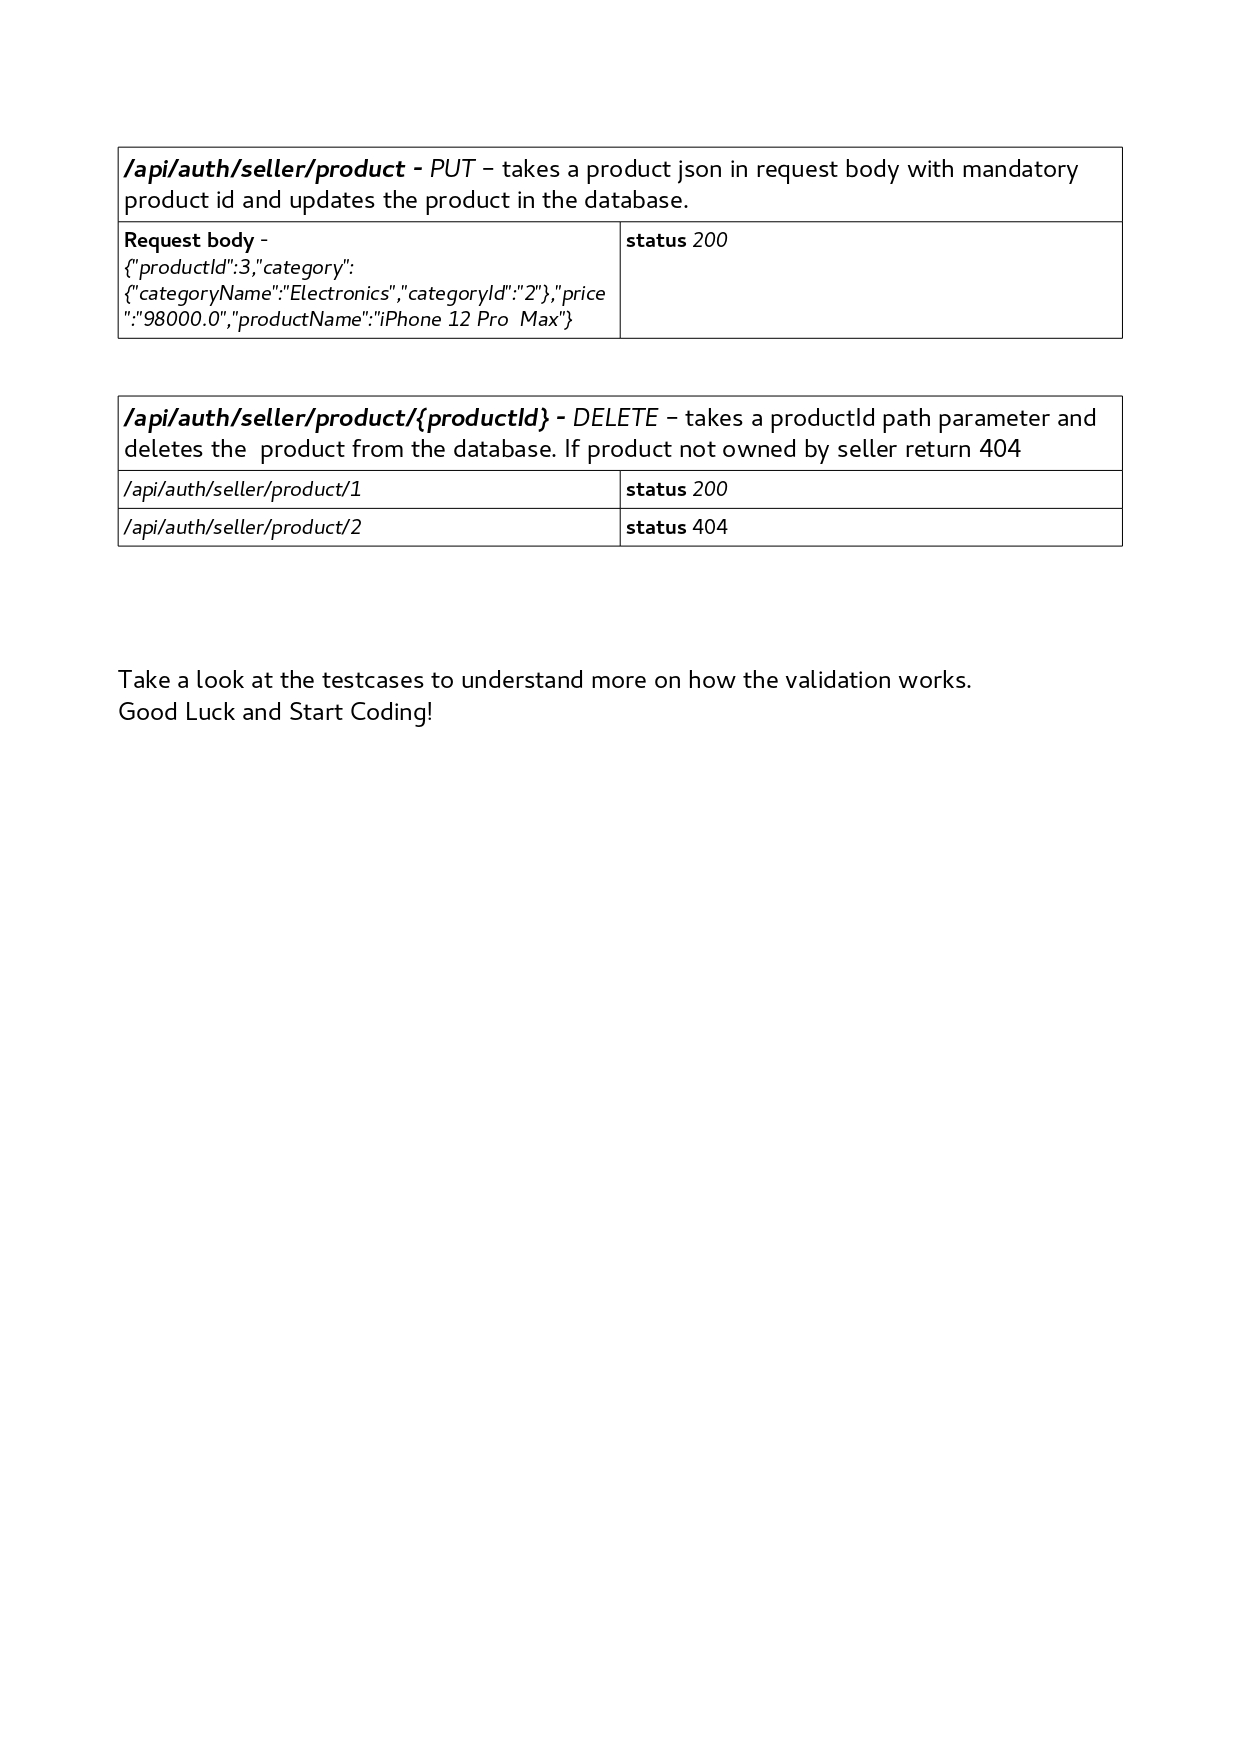 /api/auth/seller/product - PUT – takes a product json in request body with mandatory
product id and updates the product in the database.
Request body -
{"productId":3,"category":
{"categoryName":"Electronics","categoryId":"2"},"price
":"98000.0","productName":"iPhone 12 Pro  Max"}
status 200
/api/auth/seller/product/{productId} - DELETE – takes a productId path parameter and
deletes the  product from the database. If product not owned by seller return 404
/api/auth/seller/product/1
status 200
/api/auth/seller/product/2
status 404
Take a look at the testcases to understand more on how the validation works.
Good Luck and Start Coding!